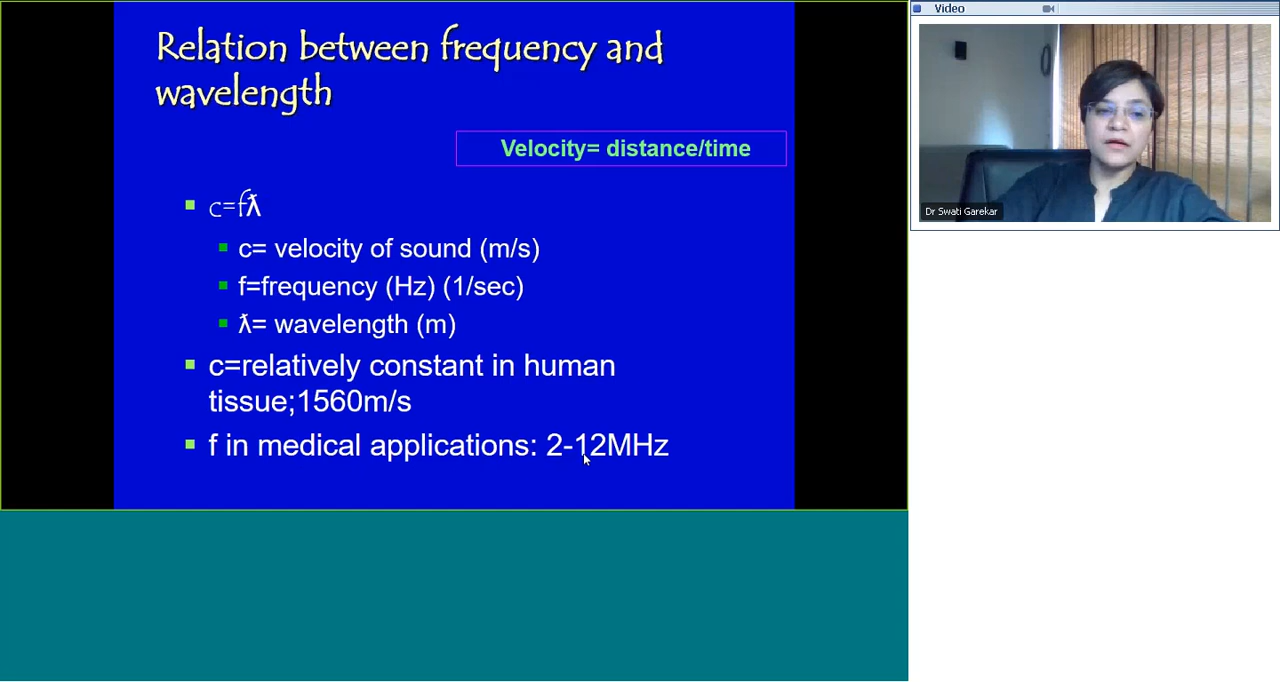 Relation between frequency and
wavelength
Velocity= distance/time
c=fƛ
c= velocity of sound (m/s)
f=frequency (Hz) (1/sec)
ƛ= wavelength (m)
c=relatively constant in human
tissue;1560m/s
f in medical applications: 2-12MHz
Video
Dr Swati Garekar